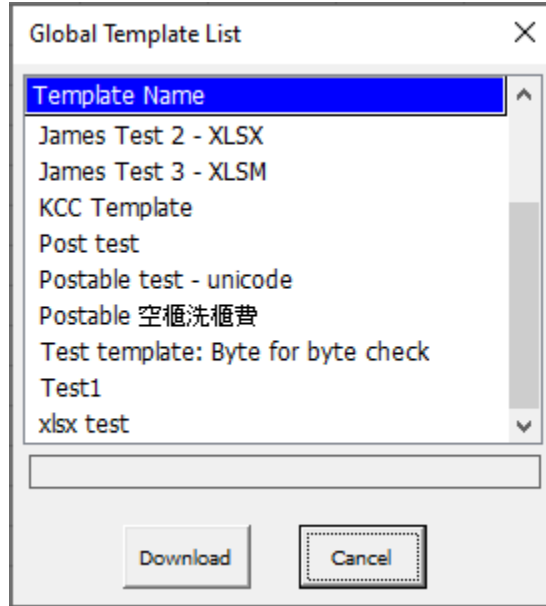 Global Template List
Template Name
James Test 2 - XLSX
James Test 3 - XLSM
KCC Template
Post test
Postable test - unicode
Postable 空櫃洗櫃費
Test template: Byte for byte check
Test1
xlsx test
Download
Cancel